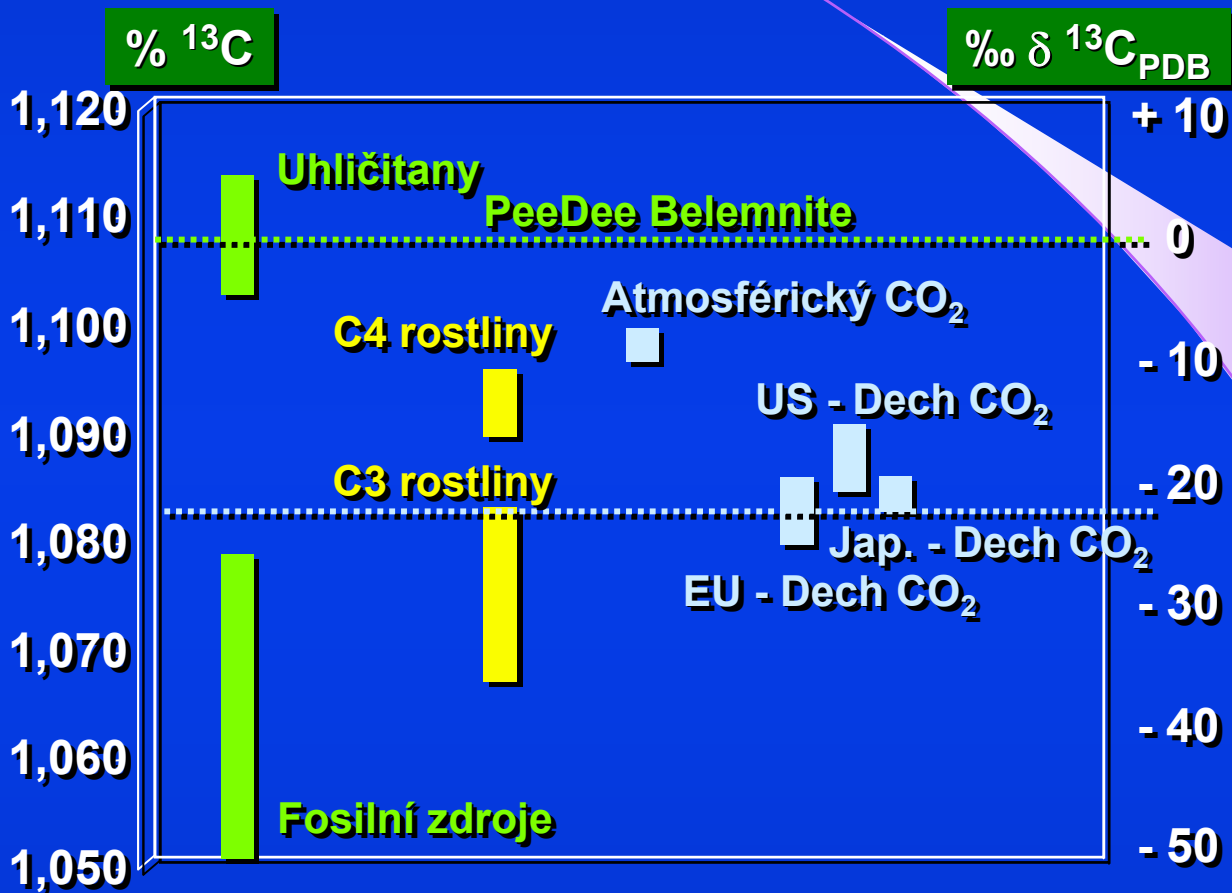 % ¹³C
‰ δ ¹³C PDB
1,120
+ 10
Uhličitany
PeeDee Belemnite
1,110
0
Atmosférický CO₂
1,100
C4 rostliny
- 10
US - Dech CO₂
1,090
C3 rostliny
- 20
1,080
Jap. - Dech CO₂
EU - Dech CO₂
- 30
1,070
- 40
1,060
Fosilní zdroje
- 50
1,050